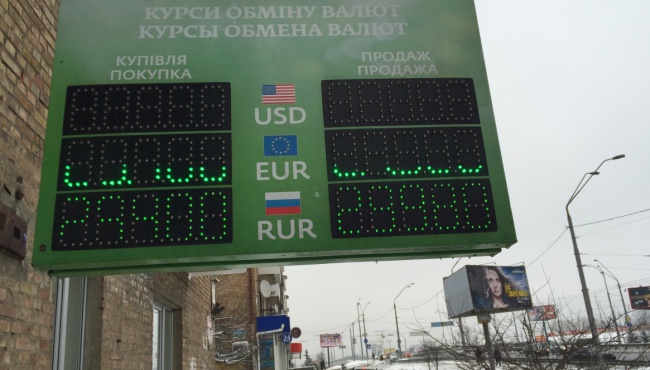 КУРСИ ОБМІНУ ВАЛЮТ
КУРСЫ ОБМЕНА ВАЛЮТ
КУПІВЛЯ
ПОКУПКА
ПРОДАЖ
ПРОДАЖА
USD
EUR
RUR